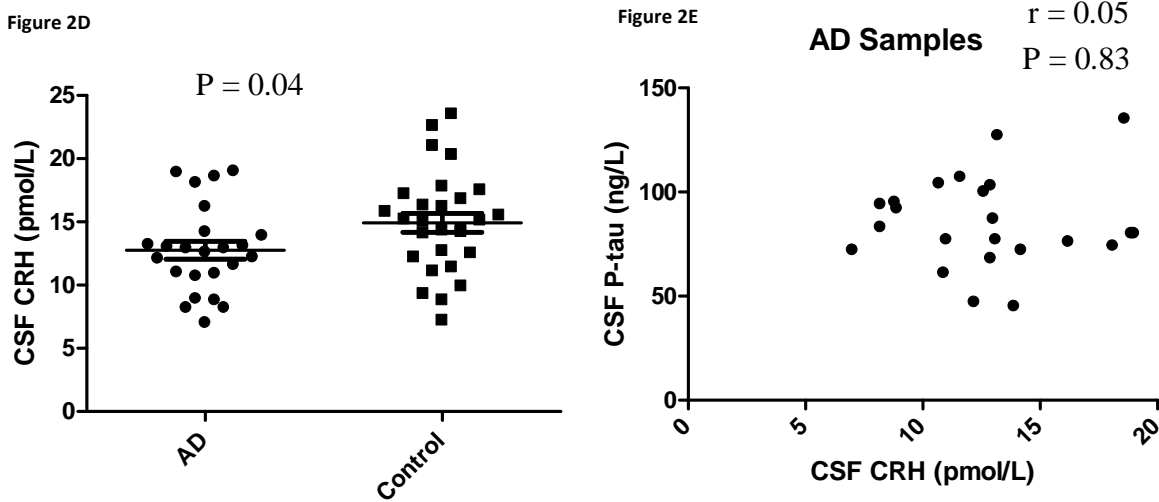 Figure 2D
P = 0.04
CSF CRH (pmol/L)
25
20
15
10
5
0
AD
Control
Figure 2E
AD Samples
r = 0.05
P = 0.83
CSF P-tau (ng/L)
150
100
50
0
0
5
10
15
20
CSF CRH (pmol/L)